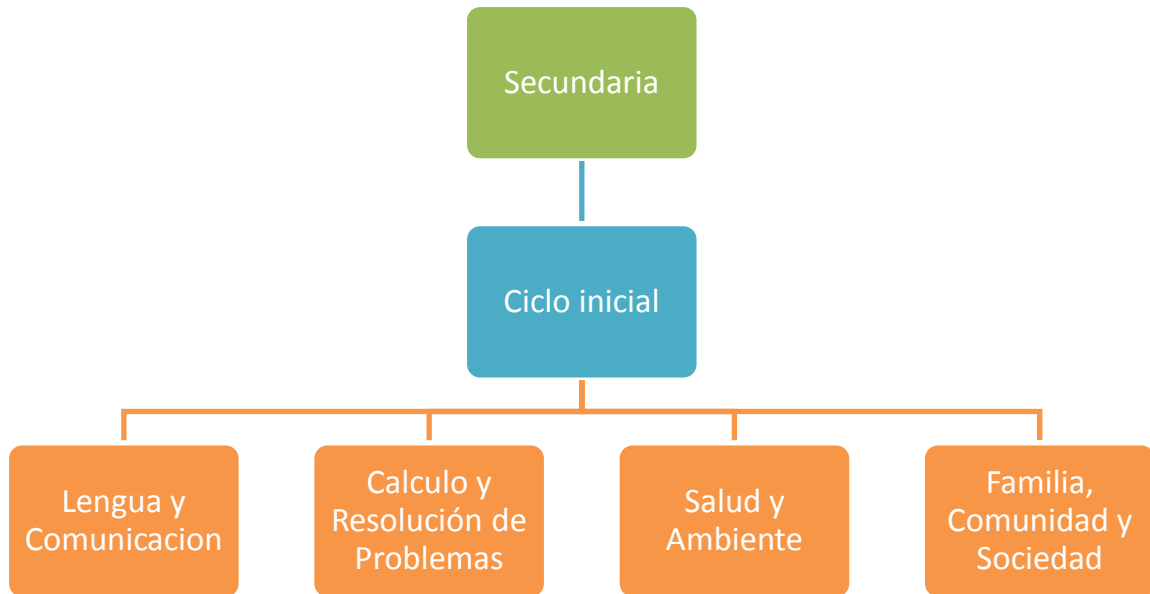 Secundaria
Ciclo inicial
Lengua y
Comunicacion
Calculo y
Resolución de
Problemas
Salud y
Ambiente
Familia,
Comunidad y
Sociedad